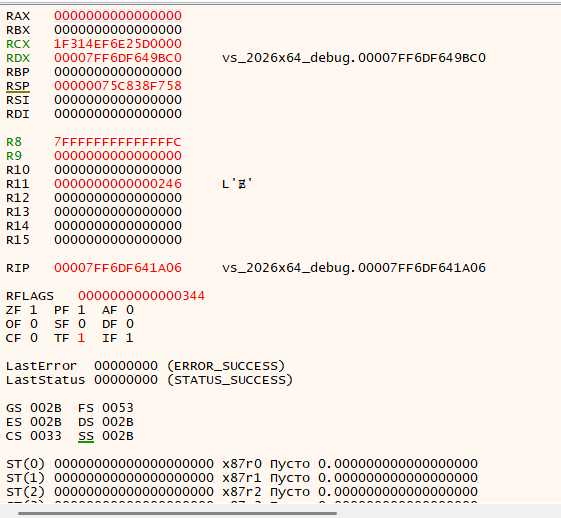 RAX 0000000000000000
RBX 0000000000000000
RCX 1F314EF6E25D0000
RDX 00007FF6DF649BC0 vs_2026x64_debug.00007FF6DF649BC0
RBP 0000000000000000
RSP 00000075C838F758
RSI 0000000000000000
RDI 0000000000000000
R8 7FFFFFFFFFFFFFFC
R9 0000000000000000
R10 0000000000000000
R11 0000000000000246 L'Ɇ'
R12 0000000000000000
R13 0000000000000000
R14 0000000000000000
R15 0000000000000000
RIP 00007FF6DF641A06 vs_2026x64_debug.00007FF6DF641A06
RFLAGS 0000000000000344
ZF 1 PF 1 AF 0
OF 0 SF 0 DF 0
CF 0 TF 1 IF 1
LastError 00000000 (ERROR_SUCCESS)
LastStatus 00000000 (STATUS_SUCCESS)
GS 002B FS 0053
ES 002B DS 002B
CS 0033 SS 002B
ST(0) 00000000000000000000 x87r0 Пусто 0.000000000000000000
ST(1) 00000000000000000000 x87r1 Пусто 0.000000000000000000
ST(2) 00000000000000000000 x87r2 Пусто 0.000000000000000000